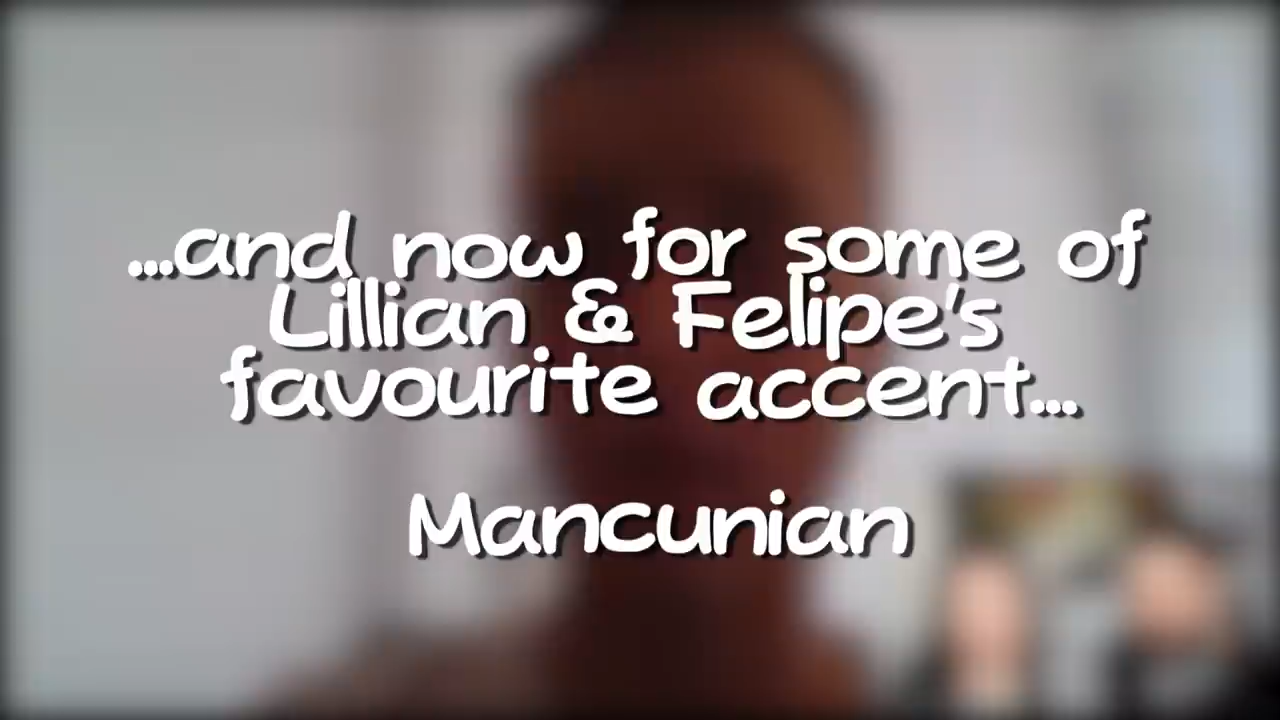 ...and now for some of
Lillian & Felipe's
favourite accent...
Mancunian